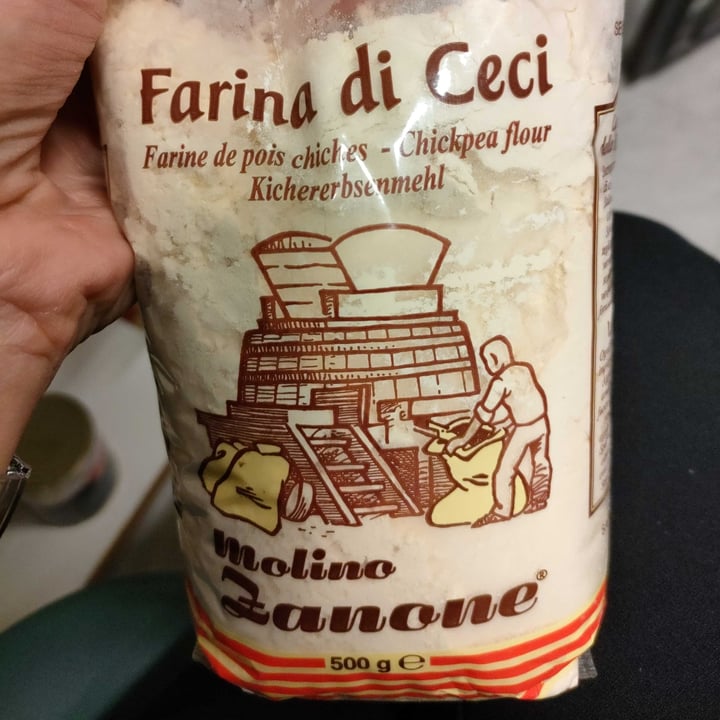 Farina di Ceci
Farine de pois chiches - Chickpea flour
Kichererbsenmehl
Molino
Zanone®
500 g ℮